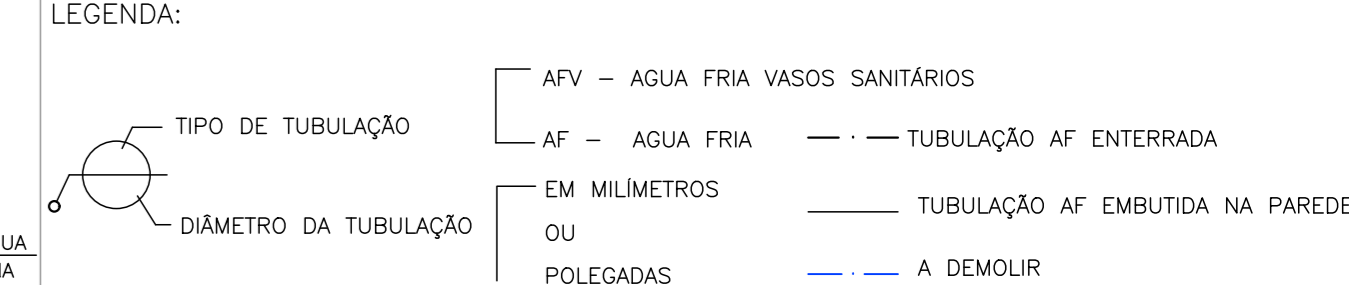 LEGENDA:
AFV – AGUA FRIA VASOS SANITÁRIOS
TIPO DE TUBULAÇÃO
AF – AGUA FRIA
TUBULAÇÃO AF ENTERRADA
EM MILÍMETROS
TUBULAÇÃO AF EMBUTIDA NA PAREDE
DIÂMETRO DA TUBULAÇÃO
OU
UA
A DEMOLIR
POLEGADAS